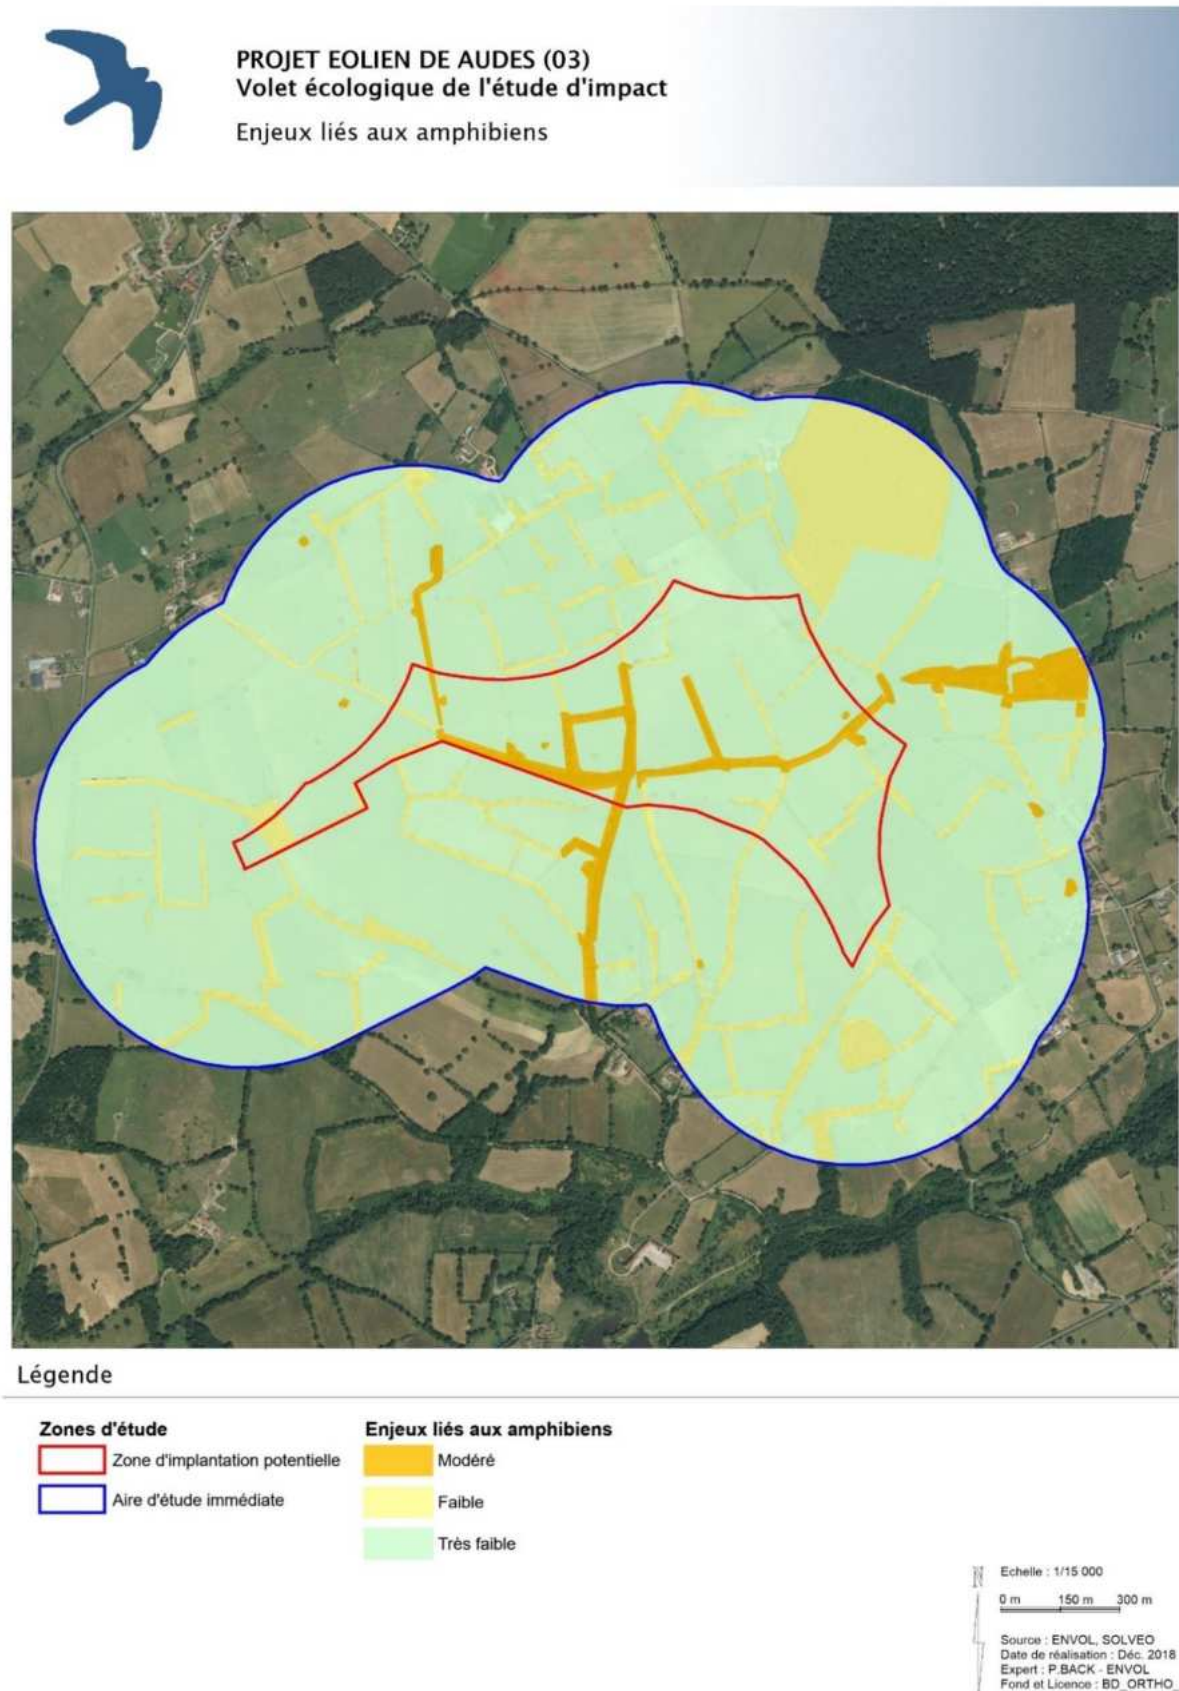 PROJET EOLIEN DE AUDES (03)
Volet écologique de l'étude d'impact
Enjeux liés aux amphibiens
Légende
Zones d'étude
Zone d'implantation potentielle
Aire d'étude immédiate
Enjeux liés aux amphibiens
Modéré
Faible
Très faible
N
Echelle : 1/15 000
0 m 150 m 300 m
Source : ENVOL, SOLVEO
Date de réalisation : Déc. 2018
Expert : P.BACK - ENVOL
Fond et Licence : BD_ORTHO_